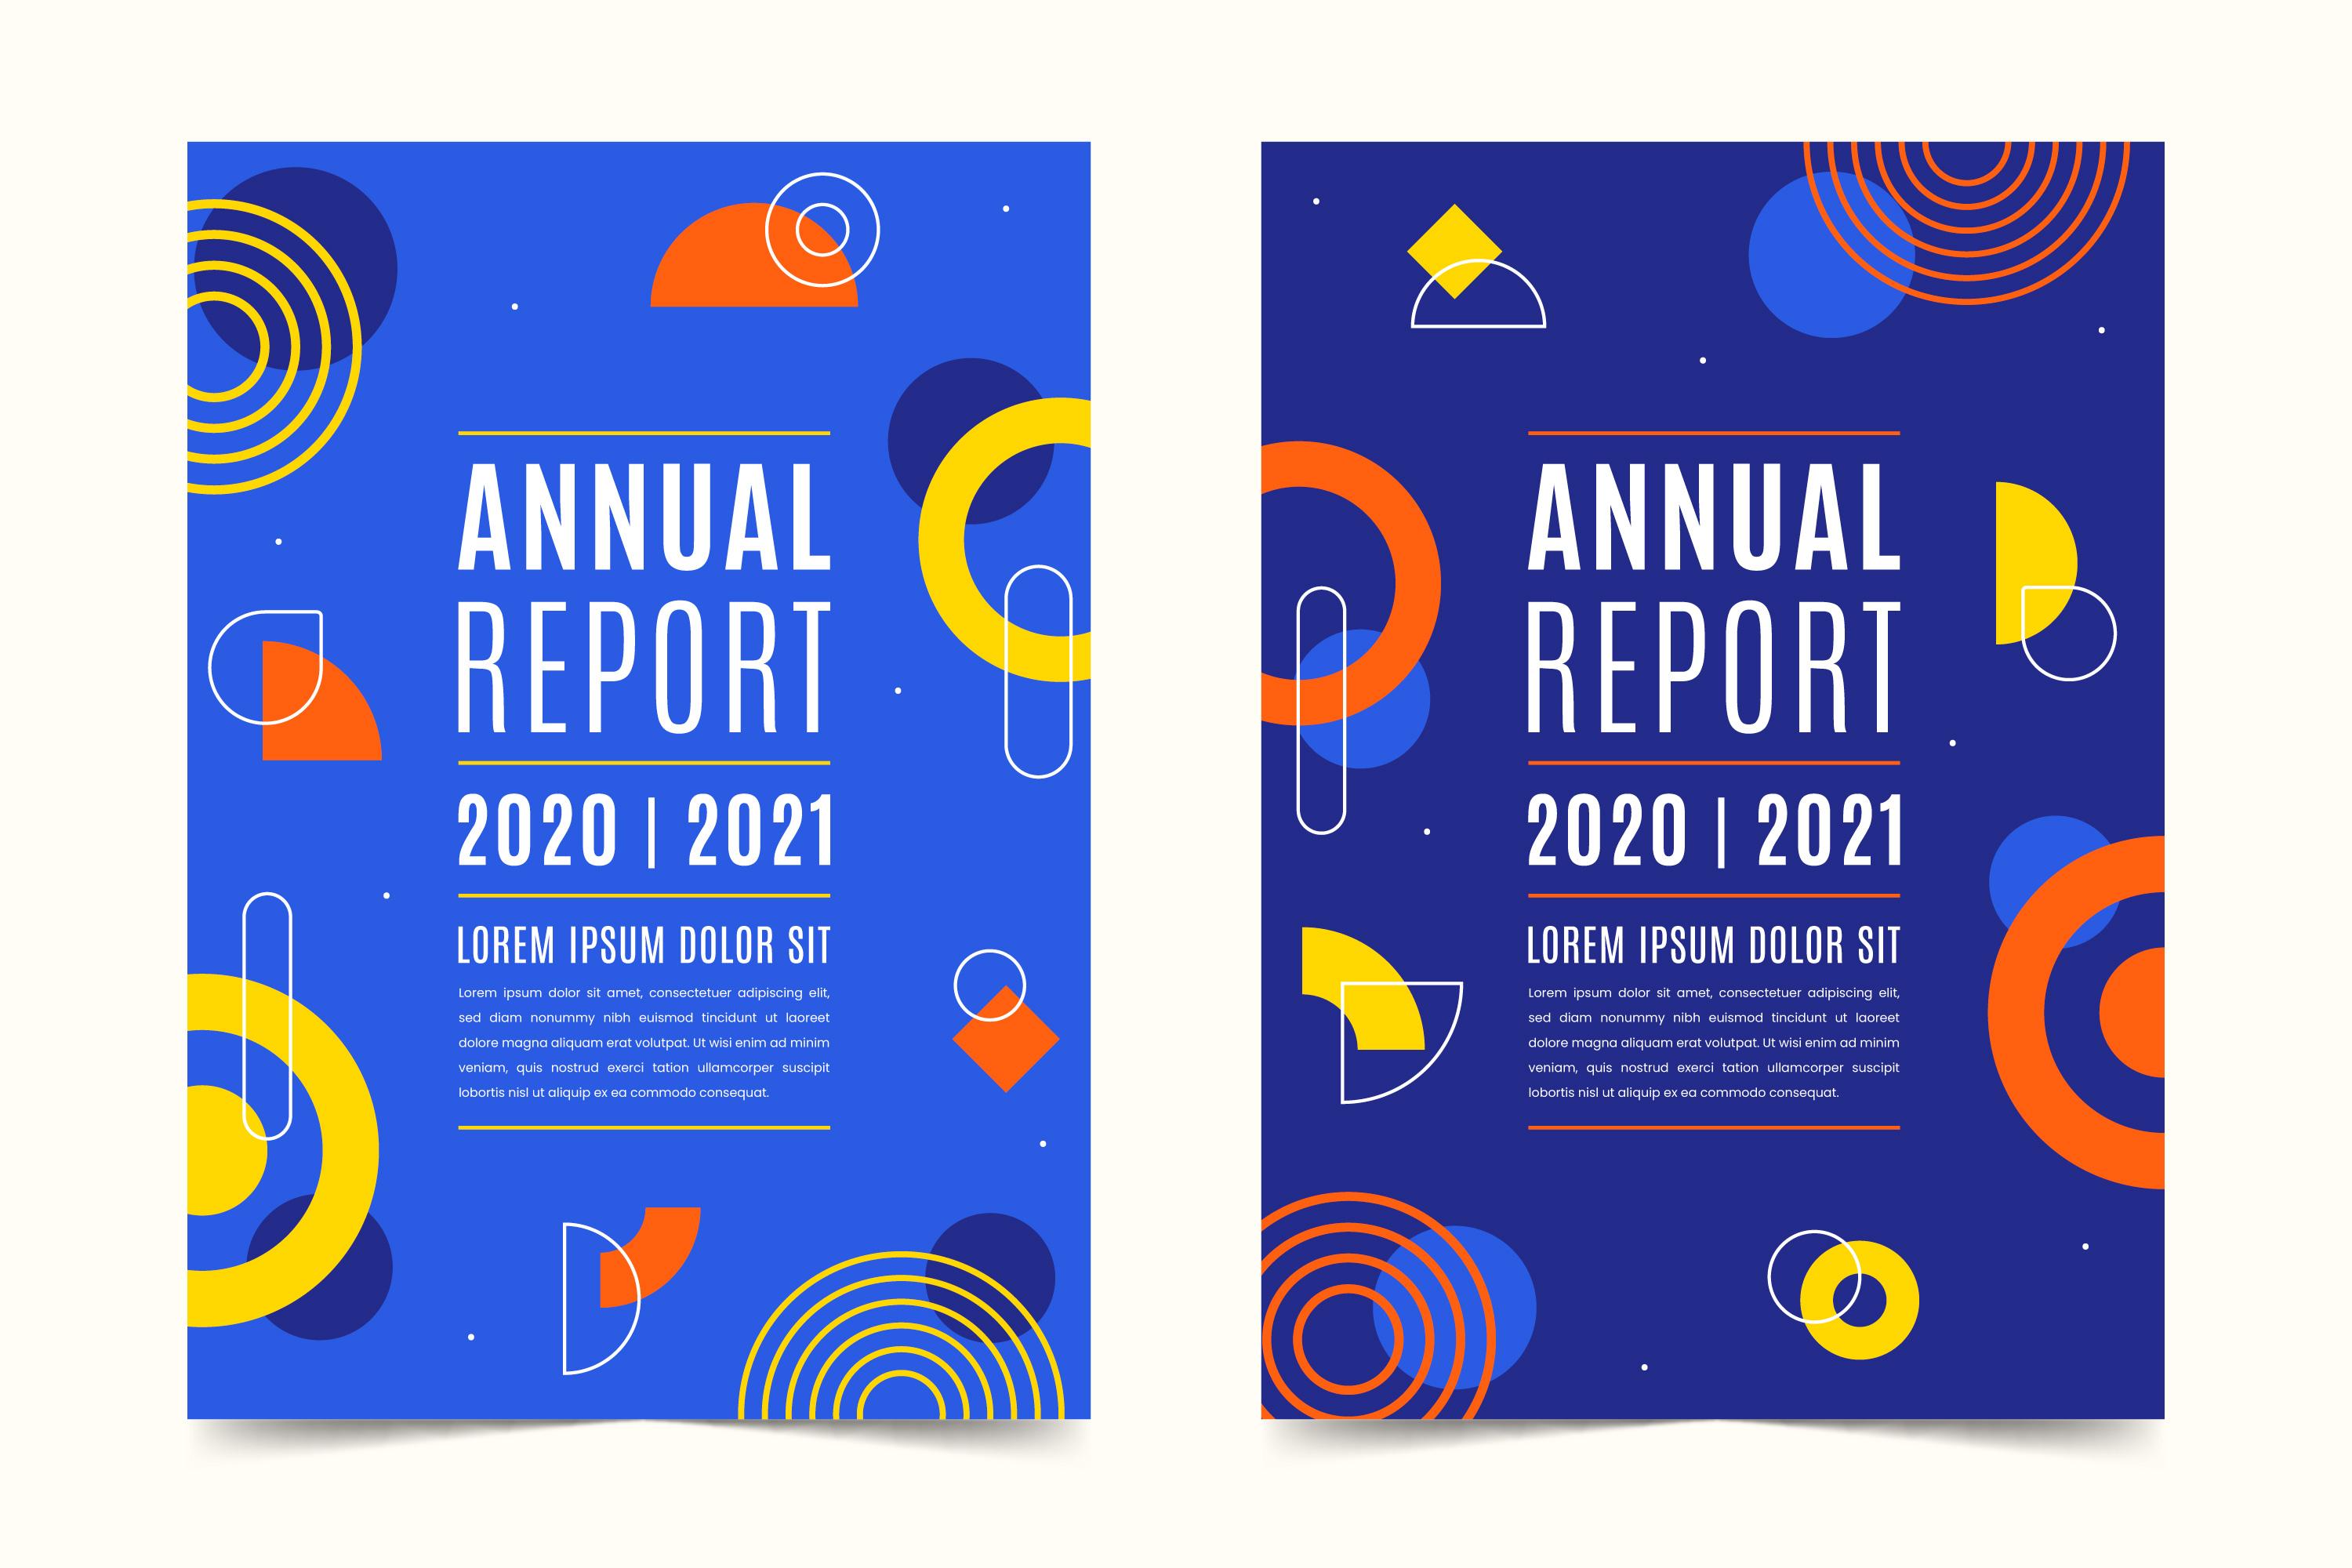 ANNUAL
REPORT
2020 | 2021
LOREM IPSUM DOLOR SIT
Lorem ipsum dolor sit amet, consectetuer adipiscing elit,
sed diam nonummy nibh euismod tincidunt ut laoreet
dolore magna aliquam erat volutpat. Ut wisi enim ad minim
veniam, quis nostrud exerci tation ullamcorper suscipit
lobortis nisl ut aliquip ex ea commodo consequat.
ANNUAL
REPORT
2020 | 2021
LOREM IPSUM DOLOR SIT
Lorem ipsum dolor sit amet, consectetuer adipiscing elit,
sed diam nonummy nibh euismod tincidunt ut laoreet
dolore magna aliquam erat volutpat. Ut wisi enim ad minim
veniam, quis nostrud exerci tation ullamcorper suscipit
lobortis nisl ut aliquip ex ea commodo consequat.